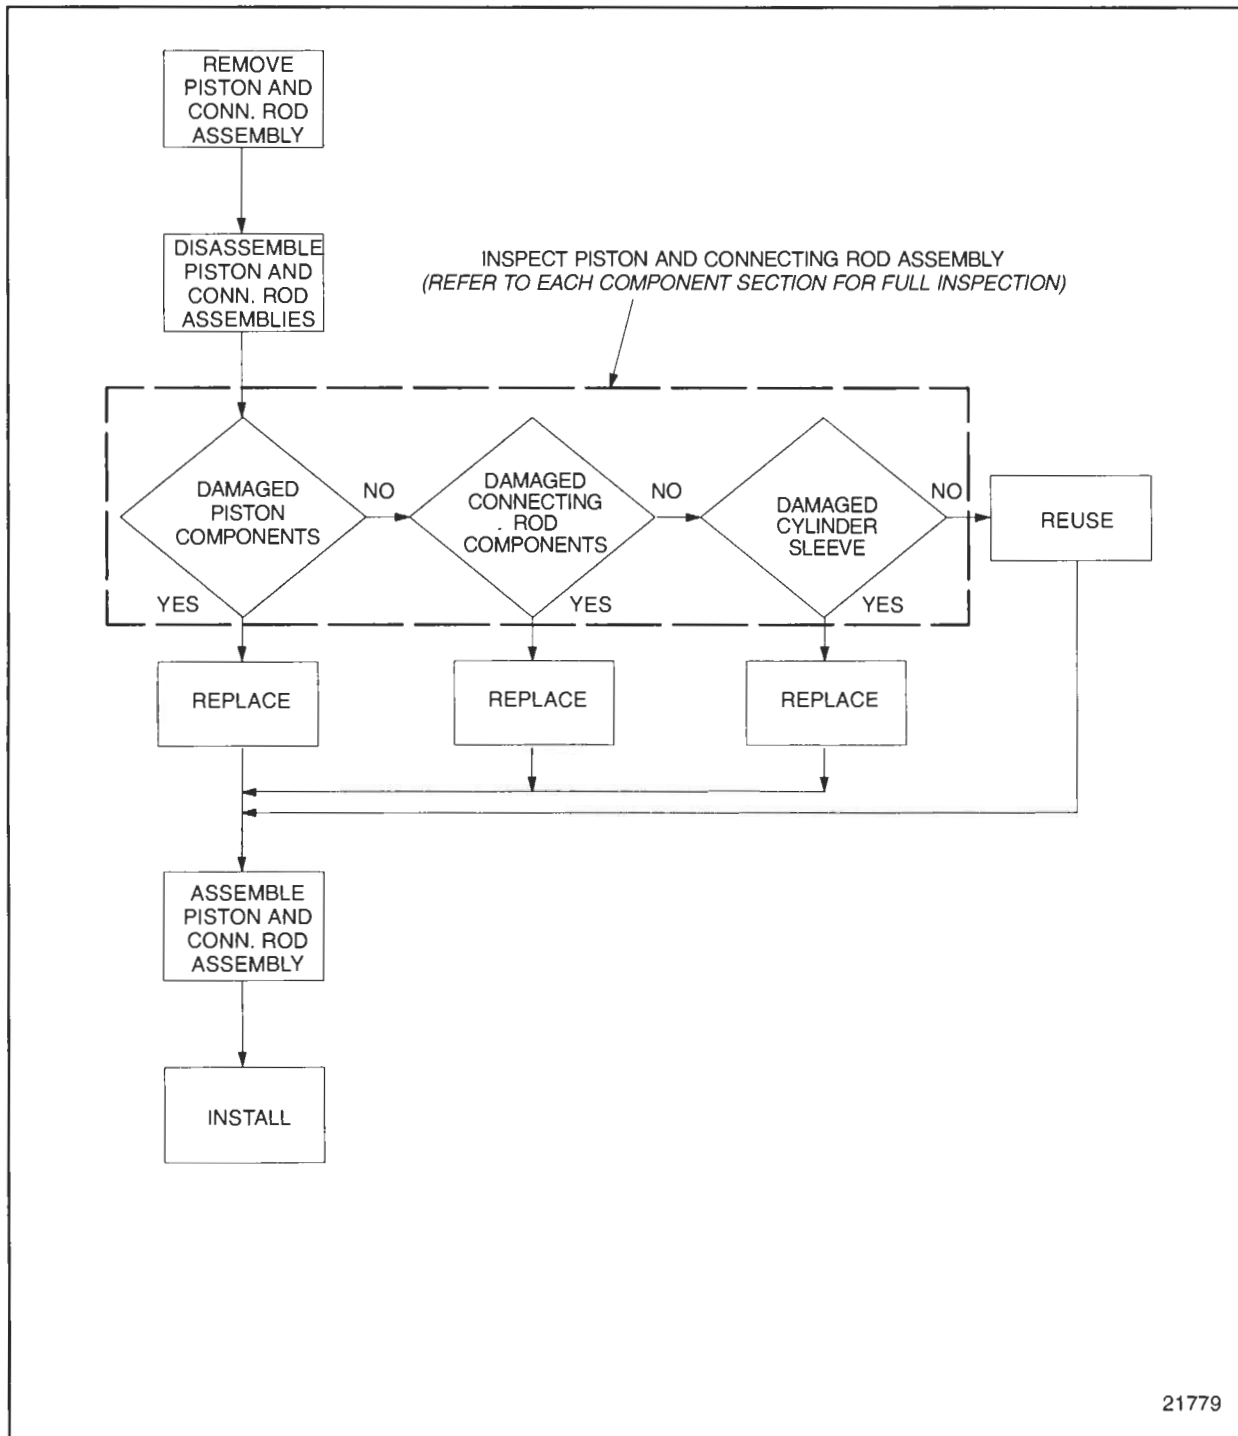 REMOVE
PISTON AND
CONN. ROD
ASSEMBLY
DISASSEMBLE
PISTON AND
CONN. ROD
ASSEMBLIES
INSPECT PISTON AND CONNECTING ROD ASSEMBLY
(REFER TO EACH COMPONENT SECTION FOR FULL INSPECTION)
DAMAGED
PISTON
COMPONENTS
NO
YES
DAMAGED
CONNECTING
ROD
COMPONENTS
NO
YES
DAMAGED
CYLINDER
SLEEVE
NO
YES
REUSE
REPLACE
REPLACE
REPLACE
ASSEMBLE
PISTON AND
CONN. ROD
ASSEMBLY
INSTALL
21779